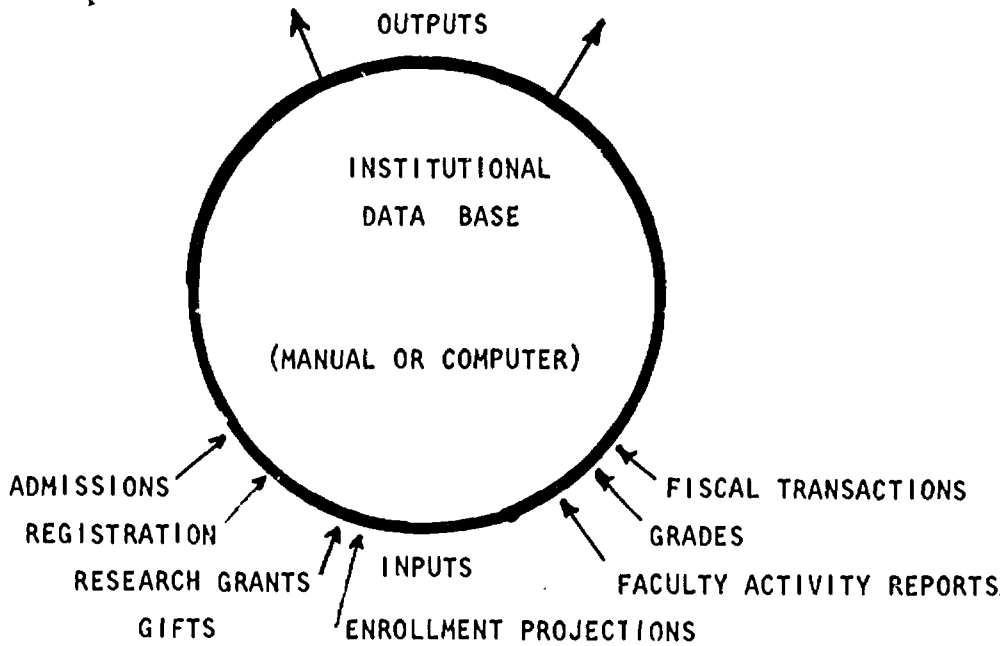 OUTPUTS
INSTITUTIONAL
DATA BASE
(MANUAL OR COMPUTER)
ADMISSIONS
REGISTRATION
RESEARCH GRANTS
GIFTS
INPUTS
ENROLLMENT PROJECTIONS
FISCAL TRANSACTIONS
GRADES
FACULTY ACTIVITY REPORTS